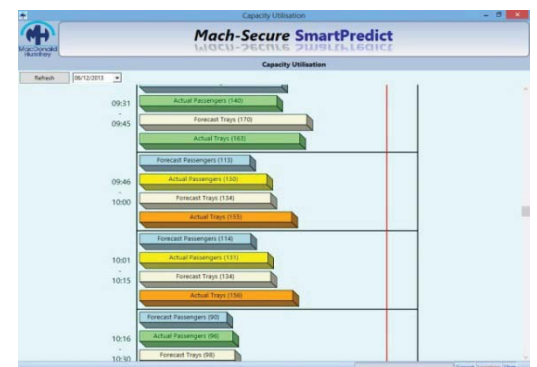 Capacity Utilisation
MacDonald
Humfrey
Mach-Secure SmartPredict
Capacity Utilisation
Refresh
06/12/2013
09:31
-
09:45
Actual Passengers (140)
Forecast Trays (170)
Actual Trays (163)
09:46
-
10:00
Forecast Passengers (113)
Actual Passengers (130)
Forecast Trays (134)
Actual Trays (155)
10:01
-
10:15
Forecast Passengers (114)
Actual Passengers (131)
Forecast Trays (134)
Actual Trays (156)
10:16
-
10:30
Forecast Passengers (90)
Actual Passengers (96)
Forecast Trays (98)